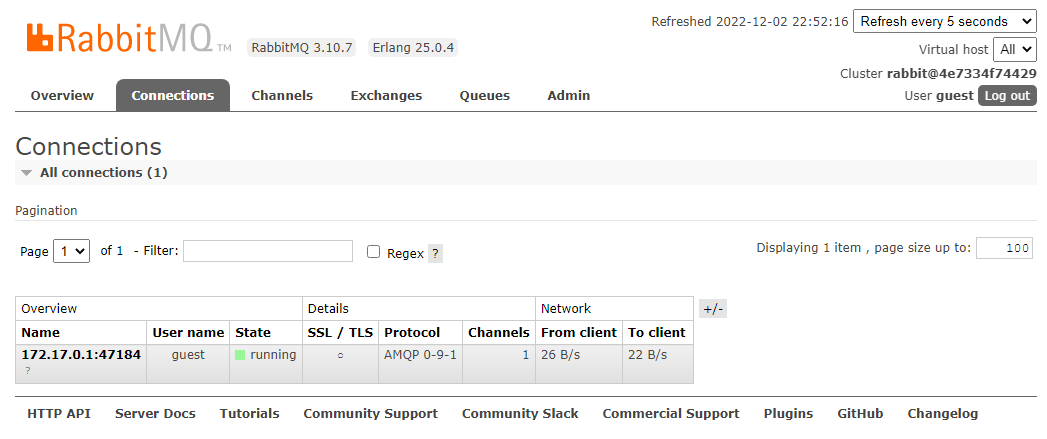 RabbitMQ TM RabbitMQ 3.10.7 Erlang 25.0.4
Refreshed 2022-12-02 22:52:16 Refresh every 5 seconds
Virtual host All
Cluster rabbit@4e7334f74429
User guest Log out
Overview Connections Channels Exchanges Queues Admin
Connections
All connections (1)
Pagination
Page 1 of 1 - Filter: Regex ? Displaying 1 item , page size up to: 100
Overview Details Network +/-
Name User name State SSL / TLS Protocol Channels From client To client
172.17.0.1:47184 guest running ○ AMQP 0-9-1 1 26 B/s 22 B/s
?
HTTP API Server Docs Tutorials Community Support Community Slack Commercial Support Plugins GitHub Changelog